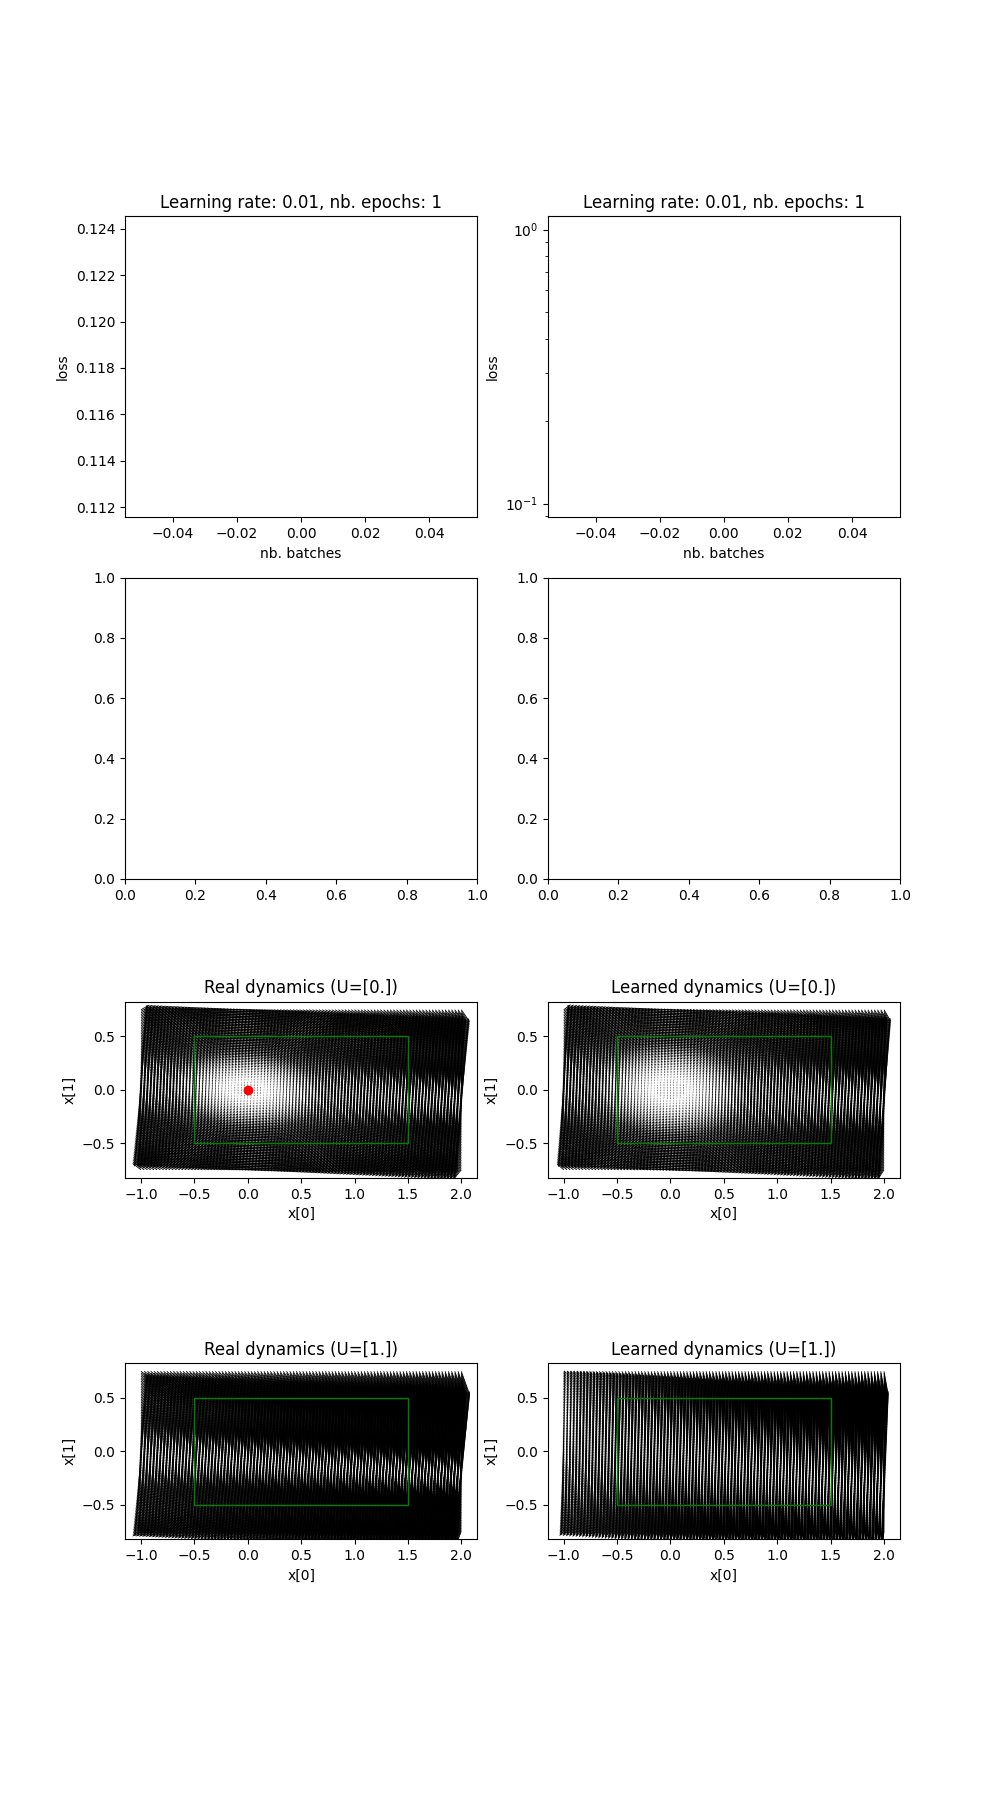 Learning rate: 0.01, nb. epochs: 1
0.124
0.122
0.120
0.118
0.116
0.114
0.112
loss
−0.04 −0.02 0.00 0.02 0.04
nb. batches
Learning rate: 0.01, nb. epochs: 1
10⁰
10⁻¹
loss
−0.04 −0.02 0.00 0.02 0.04
nb. batches
1.0
0.8
0.6
0.4
0.2
0.0
0.0 0.2 0.4 0.6 0.8 1.0
1.0
0.8
0.6
0.4
0.2
0.0
0.0 0.2 0.4 0.6 0.8 1.0
Real dynamics (U=[0.])
0.5
0.0
−0.5
x[1]
−1.0 −0.5 0.0 0.5 1.0 1.5 2.0
x[0]
Learned dynamics (U=[0.])
0.5
0.0
−0.5
x[1]
−1.0 −0.5 0.0 0.5 1.0 1.5 2.0
x[0]
Real dynamics (U=[1.])
0.5
0.0
−0.5
x[1]
−1.0 −0.5 0.0 0.5 1.0 1.5 2.0
x[0]
Learned dynamics (U=[1.])
0.5
0.0
−0.5
x[1]
−1.0 −0.5 0.0 0.5 1.0 1.5 2.0
x[0]